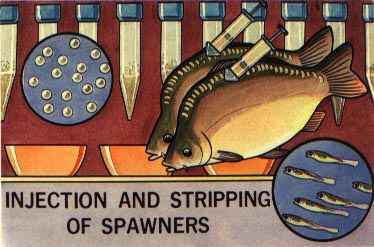 INJECTION AND STRIPPING
OF SPAWNERS